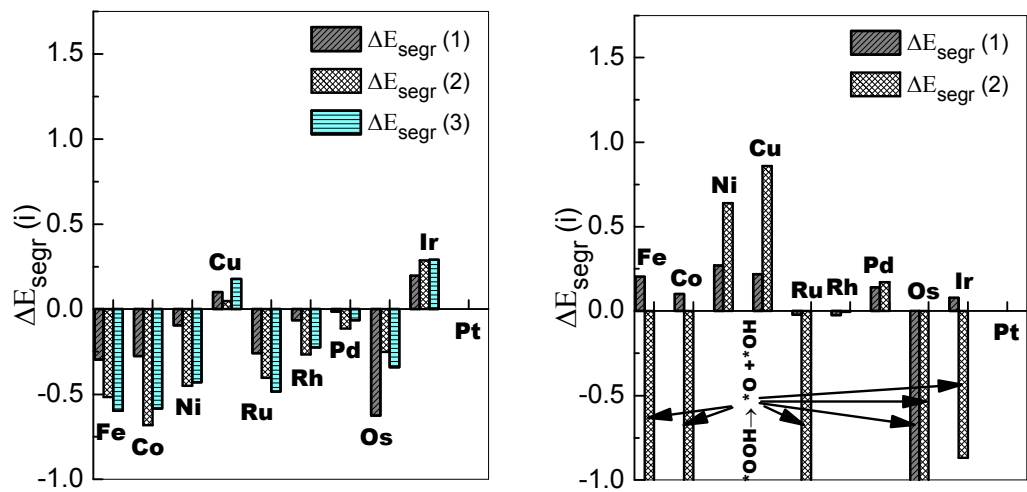 ΔE_segr (i)
1.5
1.0
0.5
0.0
-0.5
-1.0
ΔE_segr (1)
ΔE_segr (2)
ΔE_segr (3)
Fe
Co
Ni
Cu
Ru
Rh
Pd
Os
Ir
Pt
ΔE_segr (i)
1.5
1.0
0.5
0.0
-0.5
-1.0
ΔE_segr (1)
ΔE_segr (2)
Fe
Co
Ni
Cu
Ru
Rh
Pd
Os
Ir
Pt
*OOH→ *O +*OH